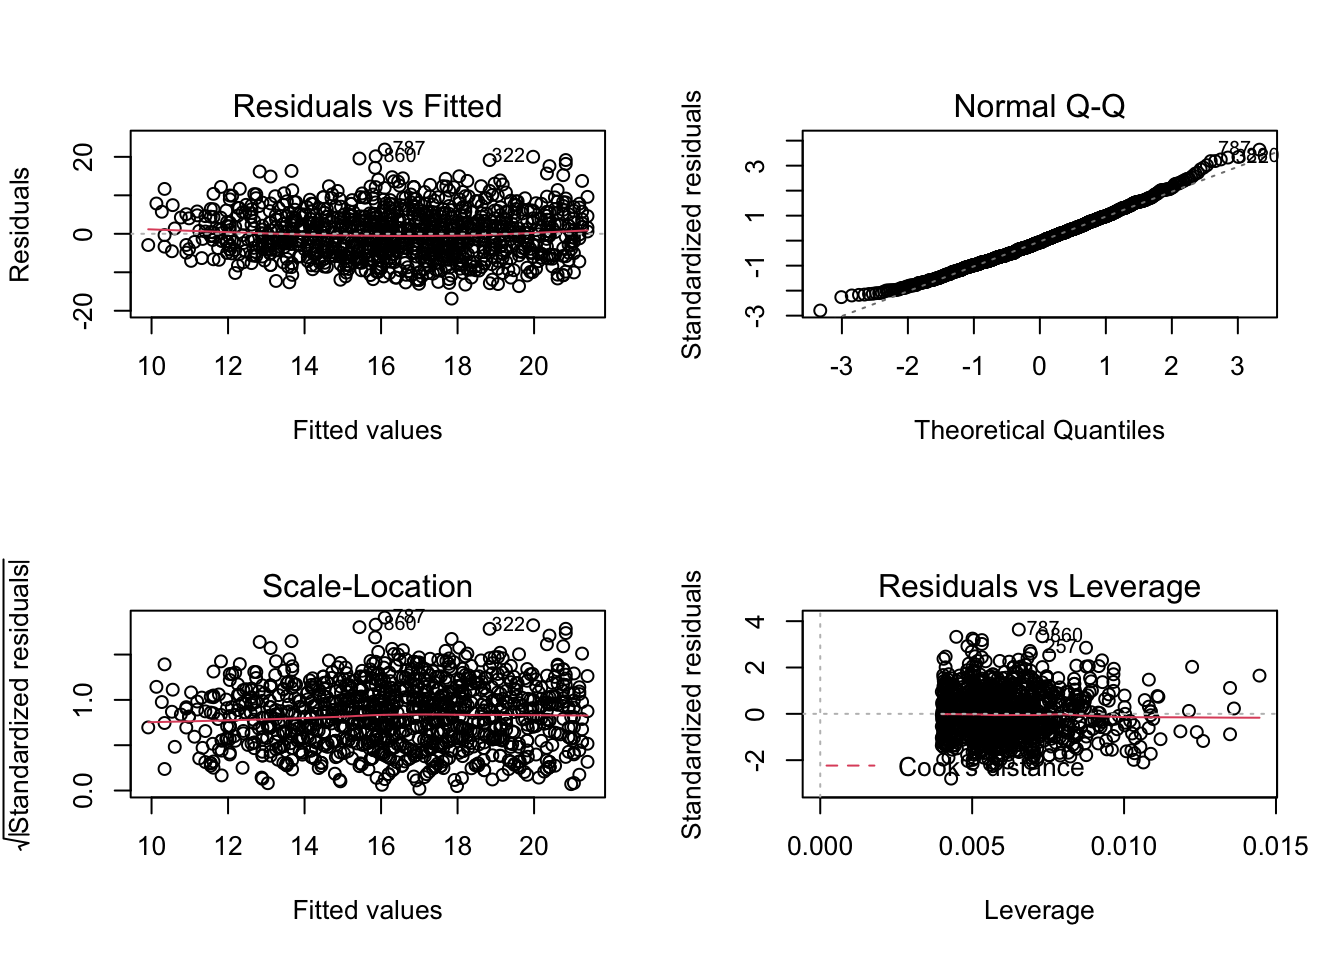 Residuals vs Fitted
Residuals
20
0
-20
787
860
322
10 12 14 16 18 20
Fitted values
Normal Q-Q
Standardized residuals
3
1
-1
-3
787
-3 -2 -1 0 1 2 3
Theoretical Quantiles
Scale-Location
√|Standardized residuals|
1.0
0.0
787
860
322
10 12 14 16 18 20
Fitted values
Residuals vs Leverage
Standardized residuals
4
2
0
-2
787
860
257
Cook's distance
0.000 0.005 0.010 0.015
Leverage